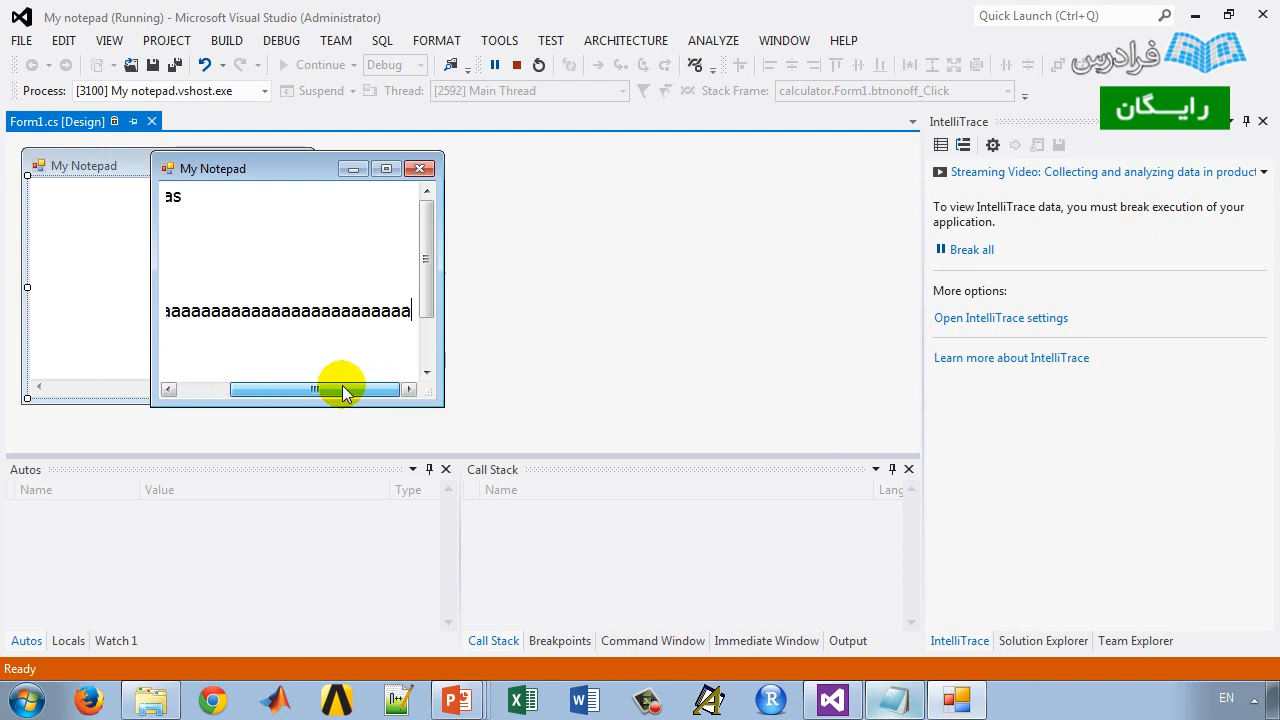 My notepad (Running) - Microsoft Visual Studio (Administrator)
Quick Launch (Ctrl+Q)
FILE EDIT VIEW PROJECT BUILD DEBUG TEAM SQL FORMAT TOOLS TEST ARCHITECTURE ANALYZE WINDOW HELP
Continue Debug
فرادرس
Process: [3100] My notepad.vshost.exe Suspend Thread: [2592] Main Thread Stack Frame: calculator.Form1.btnonoff_Click
رایگان
Form1.cs [Design]
IntelliTrace
My Notepad
My Notepad
as
aaaaaaaaaaaaaaaaaaaaaaaaa
Streaming Video: Collecting and analyzing data in product
To view IntelliTrace data, you must break execution of your
application.
Break all
More options:
Open IntelliTrace settings
Learn more about IntelliTrace
Autos
Name Value Type
Call Stack
Name Lang
Autos Locals Watch 1
Call Stack Breakpoints Command Window Immediate Window Output
IntelliTrace Solution Explorer Team Explorer
Ready
EN